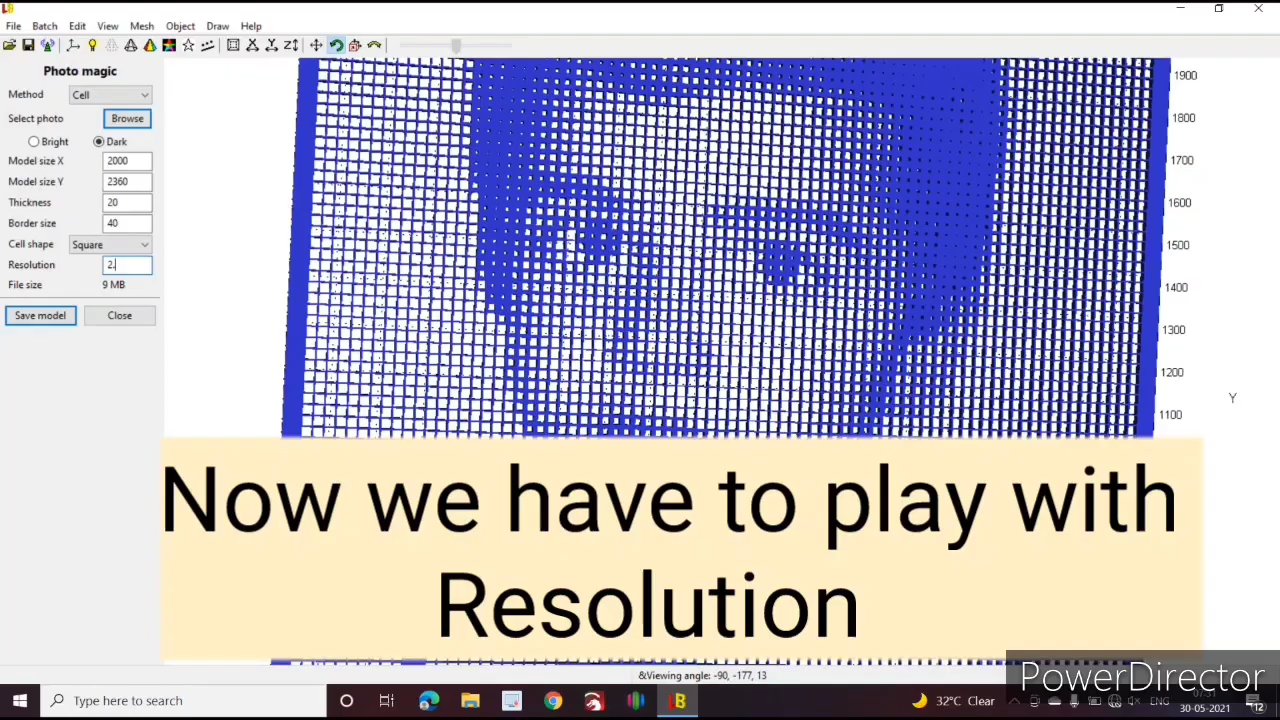 File Batch Edit View Mesh Object Draw Help
Photo magic
Method Cell
Select photo Browse
Bright Dark
Model size X 2000
Model size Y 2360
Thickness 20
Border size 40
Cell shape Square
Resolution 2.
File size 9 MB
Save model Close
1900
1800
1700
1600
1500
1400
1300
1200
1100
Y
Now we have to play with
Resolution
&Viewing angle: -90, -177, 13
PowerDirector
Type here to search
32°C Clear
ENG
30-05-2021
12